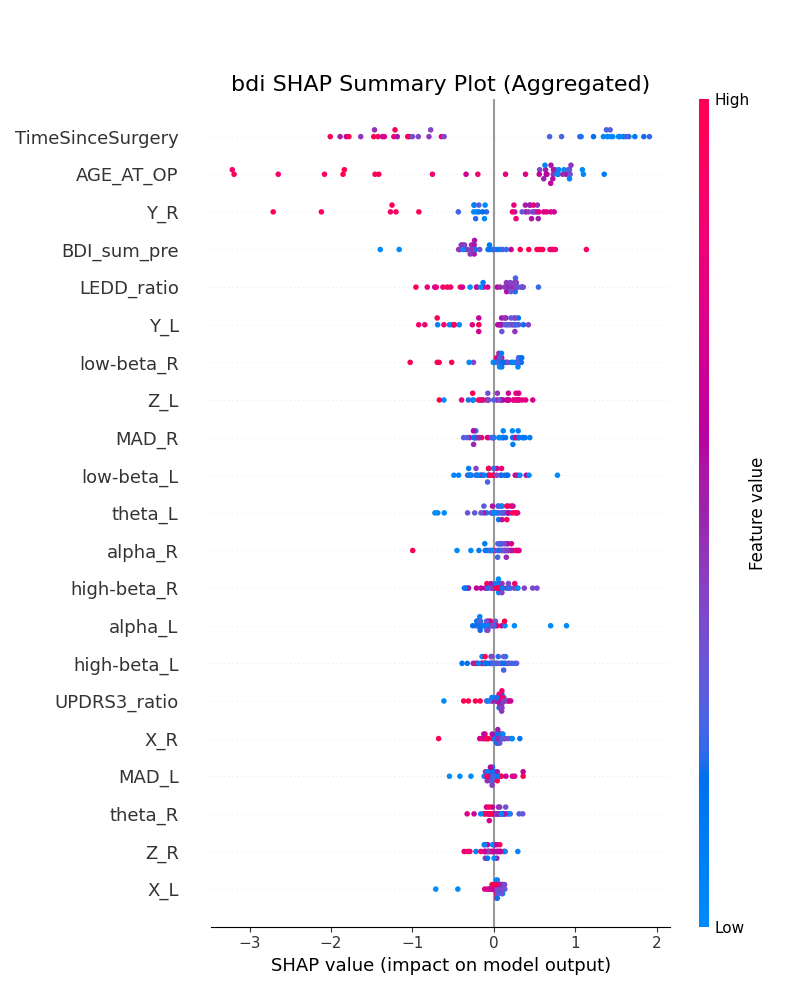 bdi SHAP Summary Plot (Aggregated)
High
TimeSinceSurgery
AGE_AT_OP
Y_R
BDI_sum_pre
LEDD_ratio
Y_L
low-beta_R
Z_L
MAD_R
low-beta_L
theta_L
alpha_R
high-beta_R
alpha_L
high-beta_L
UPDRS3_ratio
X_R
MAD_L
theta_R
Z_R
X_L
Feature value
Low
−3 −2 −1 0 1 2
SHAP value (impact on model output)